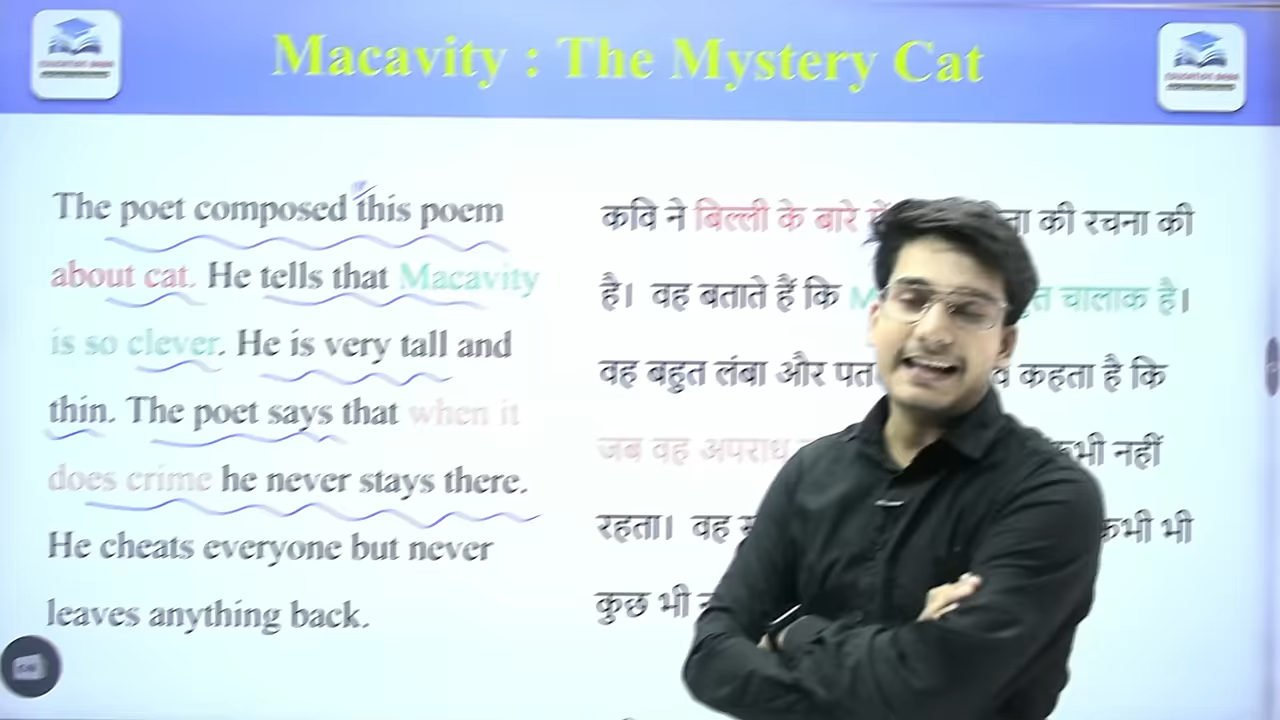 Macavity : The Mystery Cat
The poet composed this poem
about cat. He tells that Macavity
is so clever. He is very tall and
thin. The poet says that when it
does crime he never stays there.
He cheats everyone but never
leaves anything back.
कवि ने बिल्ली के बारे की रचना की
है। वह बताते हैं कि चालाक है।
वह बहुत लंबा और कहता है कि
जब वह अपराध नहीं
रहता। वह कभी भी
कुछ भी